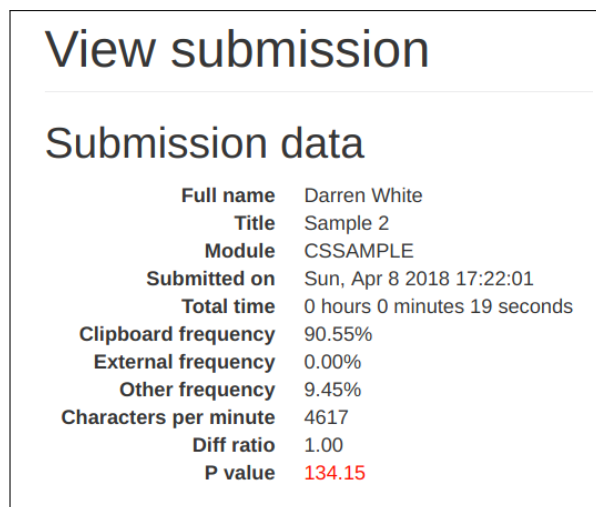 View submission
Submission data
Full name Darren White
Title Sample 2
Module CSSAMPLE
Submitted on Sun, Apr 8 2018 17:22:01
Total time 0 hours 0 minutes 19 seconds
Clipboard frequency 90.55%
External frequency 0.00%
Other frequency 9.45%
Characters per minute 4617
Diff ratio 1.00
P value 134.15